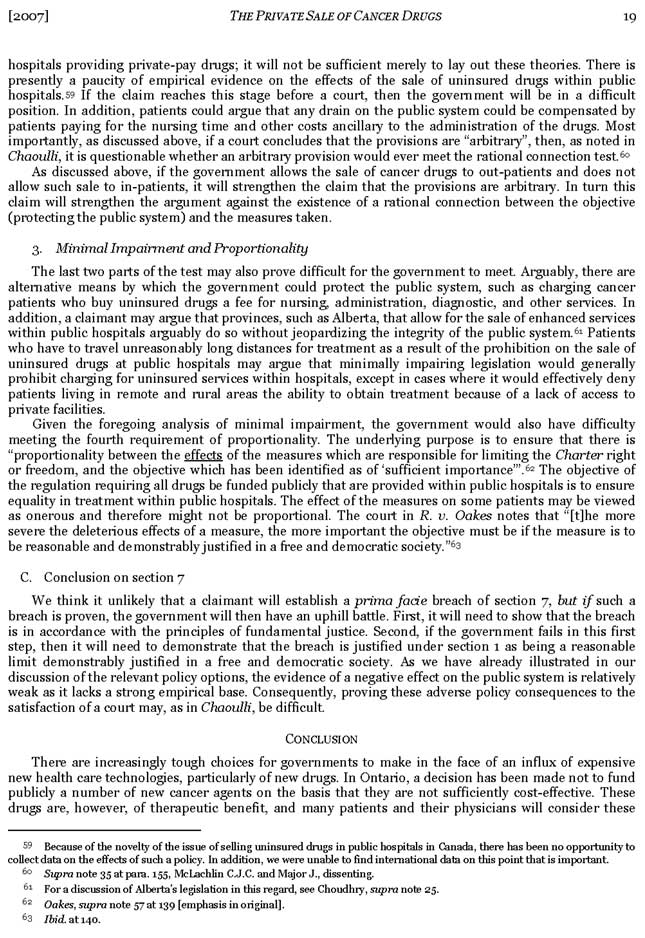 [2007] THE PRIVATE SALE OF CANCER DRUGS 19
hospitals providing private-pay drugs; it will not be sufficient merely to lay out these theories. There is
presently a paucity of empirical evidence on the effects of the sale of uninsured drugs within public
hospitals.59 If the claim reaches this stage before a court, then the government will be in a difficult
position. In addition, patients could argue that any drain on the public system could be compensated by
patients paying for the nursing time and other costs ancillary to the administration of the drugs. Most
importantly, as discussed above, if a court concludes that the provisions are “arbitrary”, then, as noted in
Chaoulli, it is questionable whether an arbitrary provision would ever meet the rational connection test.60
As discussed above, if the government allows the sale of cancer drugs to out-patients and does not
allow such sale to in-patients, it will strengthen the claim that the provisions are arbitrary. In turn this
claim will strengthen the argument against the existence of a rational connection between the objective
(protecting the public system) and the measures taken.
3. Minimal Impairment and Proportionality
The last two parts of the test may also prove difficult for the government to meet. Arguably, there are
alternative means by which the government could protect the public system, such as charging cancer
patients who buy uninsured drugs a fee for nursing, administration, diagnostic, and other services. In
addition, a claimant may argue that provinces, such as Alberta, that allow for the sale of enhanced services
within public hospitals arguably do so without jeopardizing the integrity of the public system.61 Patients
who have to travel unreasonably long distances for treatment as a result of the prohibition on the sale of
uninsured drugs at public hospitals may argue that minimally impairing legislation would generally
prohibit charging for uninsured services within hospitals, except in cases where it would effectively deny
patients living in remote and rural areas the ability to obtain treatment because of a lack of access to
private facilities.
Given the foregoing analysis of minimal impairment, the government would also have difficulty
meeting the fourth requirement of proportionality. The underlying purpose is to ensure that there is
“proportionality between the effects of the measures which are responsible for limiting the Charter right
or freedom, and the objective which has been identified as of ‘sufficient importance’”.62 The objective of
the regulation requiring all drugs be funded publicly that are provided within public hospitals is to ensure
equality in treatment within public hospitals. The effect of the measures on some patients may be viewed
as onerous and therefore might not be proportional. The court in R. v. Oakes notes that “[t]he more
severe the deleterious effects of a measure, the more important the objective must be if the measure is to
be reasonable and demonstrably justified in a free and democratic society.”63
C. Conclusion on section 7
We think it unlikely that a claimant will establish a prima facie breach of section 7, but if such a
breach is proven, the government will then have an uphill battle. First, it will need to show that the breach
is in accordance with the principles of fundamental justice. Second, if the government fails in this first
step, then it will need to demonstrate that the breach is justified under section 1 as being a reasonable
limit demonstrably justified in a free and democratic society. As we have already illustrated in our
discussion of the relevant policy options, the evidence of a negative effect on the public system is relatively
weak as it lacks a strong empirical base. Consequently, proving these adverse policy consequences to the
satisfaction of a court may, as in Chaoulli, be difficult.
CONCLUSION
There are increasingly tough choices for governments to make in the face of an influx of expensive
new health care technologies, particularly of new drugs. In Ontario, a decision has been made not to fund
publicly a number of new cancer agents on the basis that they are not sufficiently cost-effective. These
drugs are, however, of therapeutic benefit, and many patients and their physicians will consider these
59 Because of the novelty of the issue of selling uninsured drugs in public hospitals in Canada, there has been no opportunity to
collect data on the effects of such a policy. In addition, we were unable to find international data on this point that is important.
60 Supra note 35 at para. 155, McLachlin C.J.C. and Major J., dissenting.
61 For a discussion of Alberta’s legislation in this regard, see Choudhry, supra note 25.
62 Oakes, supra note 57 at 139 [emphasis in original].
63 Ibid. at 140.